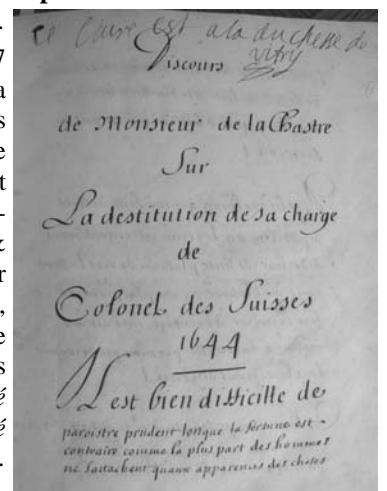 Ce Livre est a la duchesse de
vitry
Discours
de Monsieur de la Chastre
Sur
La destitution de sa charge
de
Colonel des Suisses
1644
Il est bien difficille de
paroistre prudent lorsque la fortune est
contraire comme la plus part des hommes
ne sattachent quaux apparences des choses